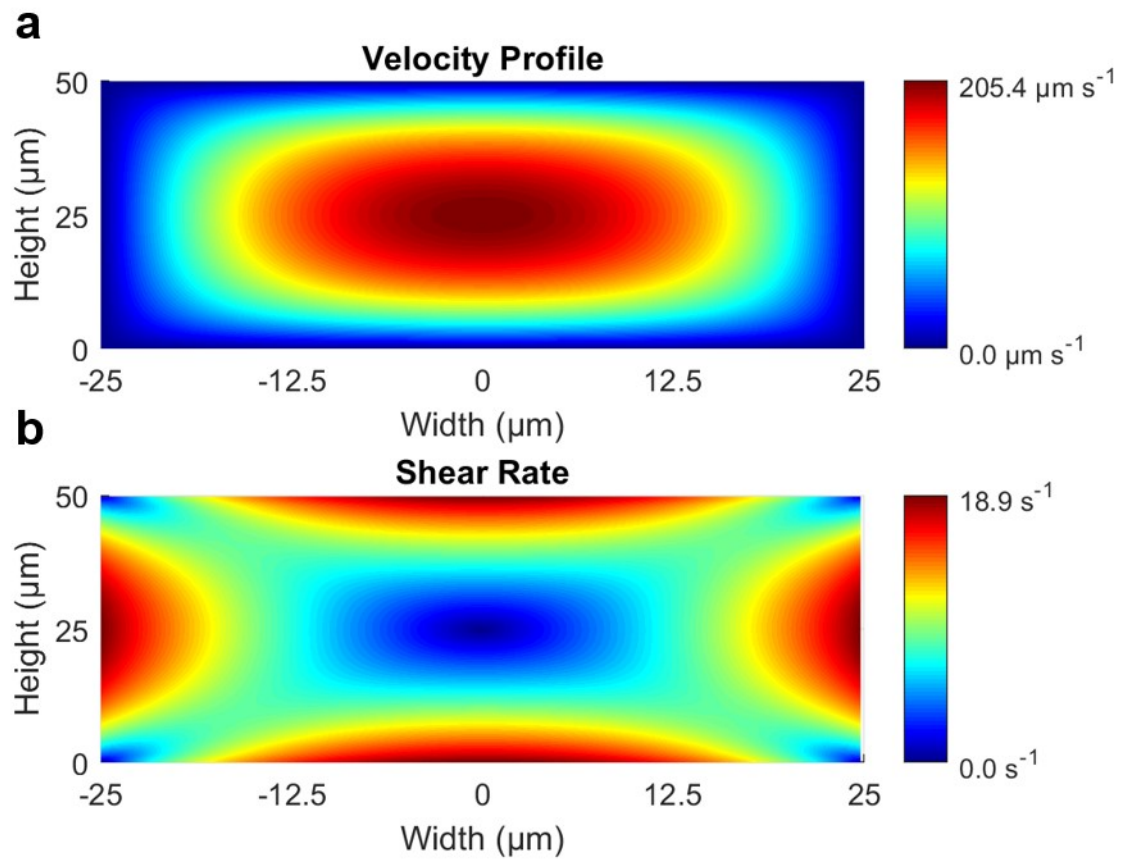 a
Velocity Profile
50
25
0
Height (µm)
-25 -12.5 0 12.5 25
Width (µm)
205.4 µm s⁻¹
0.0 µm s⁻¹
b
Shear Rate
50
25
0
Height (µm)
-25 -12.5 0 12.5 25
Width (µm)
18.9 s⁻¹
0.0 s⁻¹